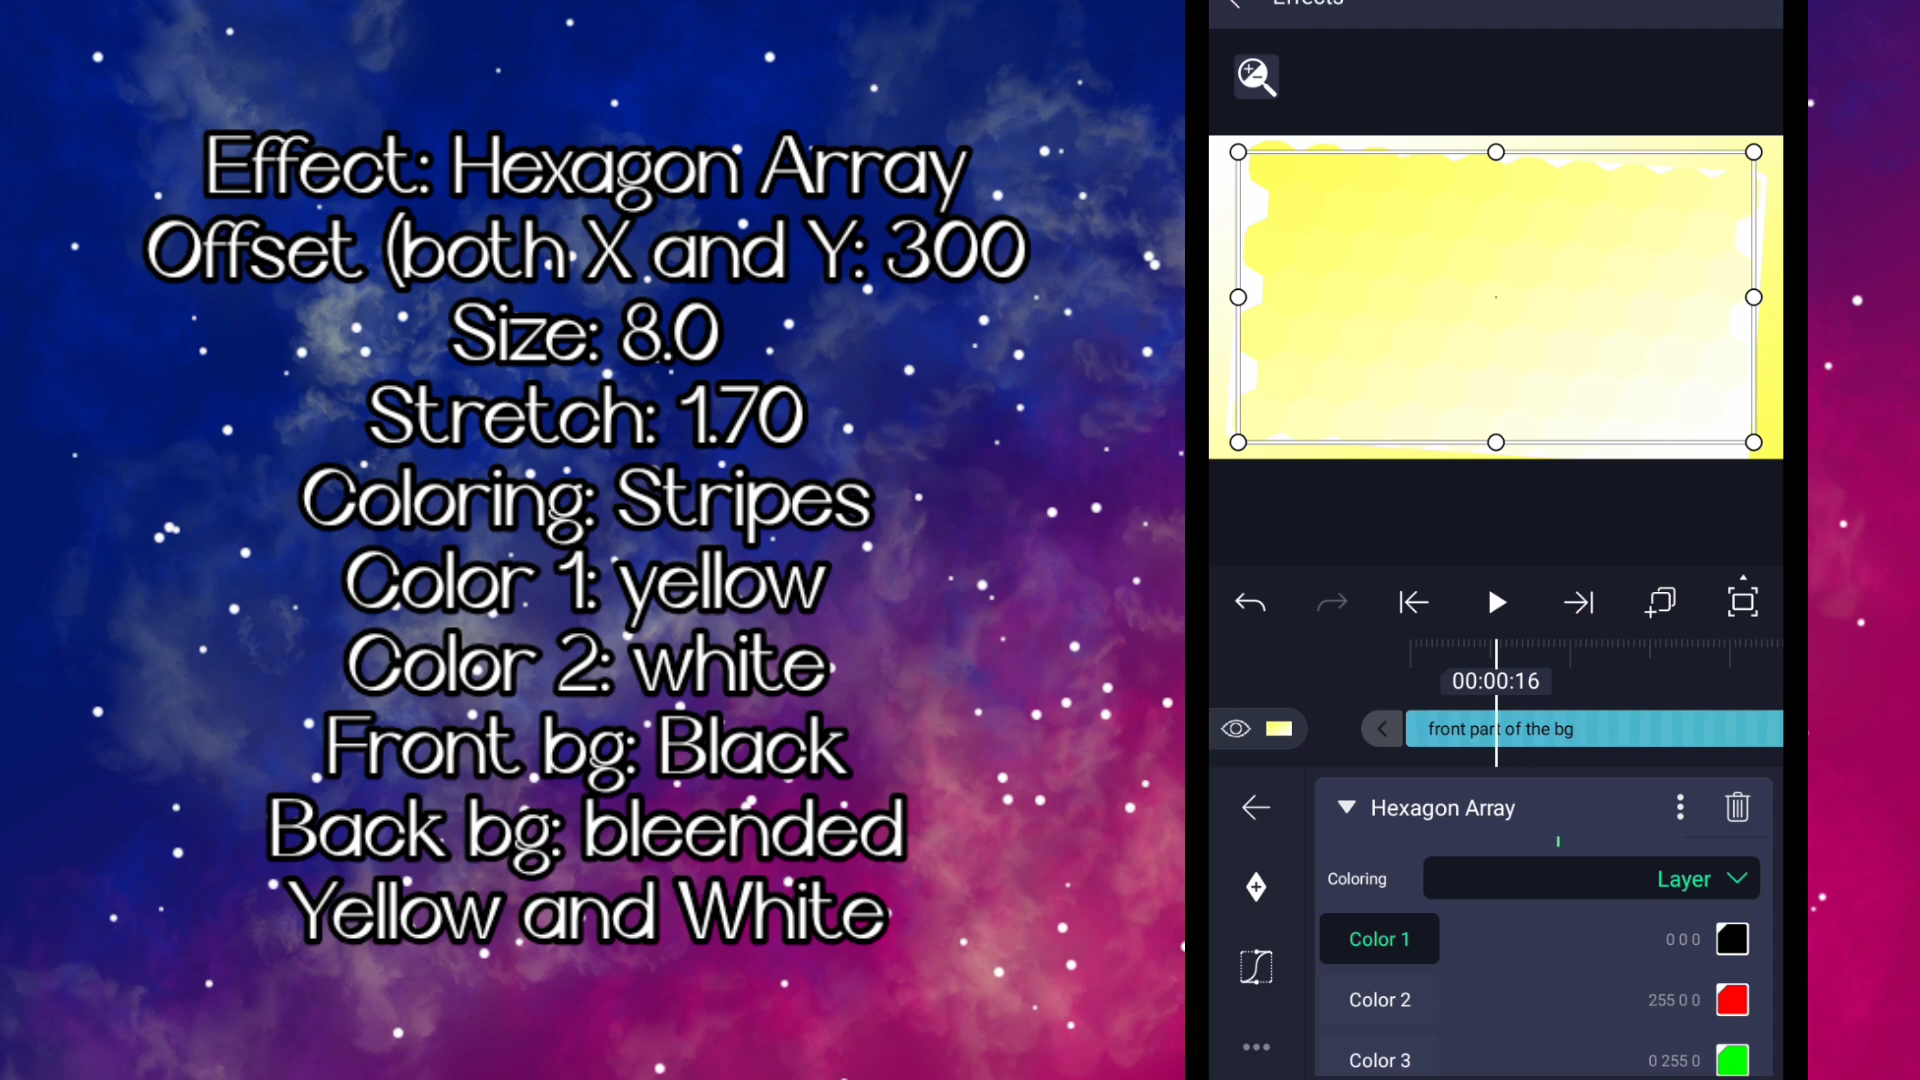 Effect: Hexagon Array
Offset (both X and Y: 300
Size: 8.0
Stretch: 1.70
Coloring: Stripes
Color 1: yellow
Color 2: white
Front bg: Black
Back bg: bleended
Yellow and White
Effects
00:00:16
front part of the bg
Hexagon Array
Coloring Layer
Color 1 0 0 0
Color 2 255 0 0
Color 3 0 255 0